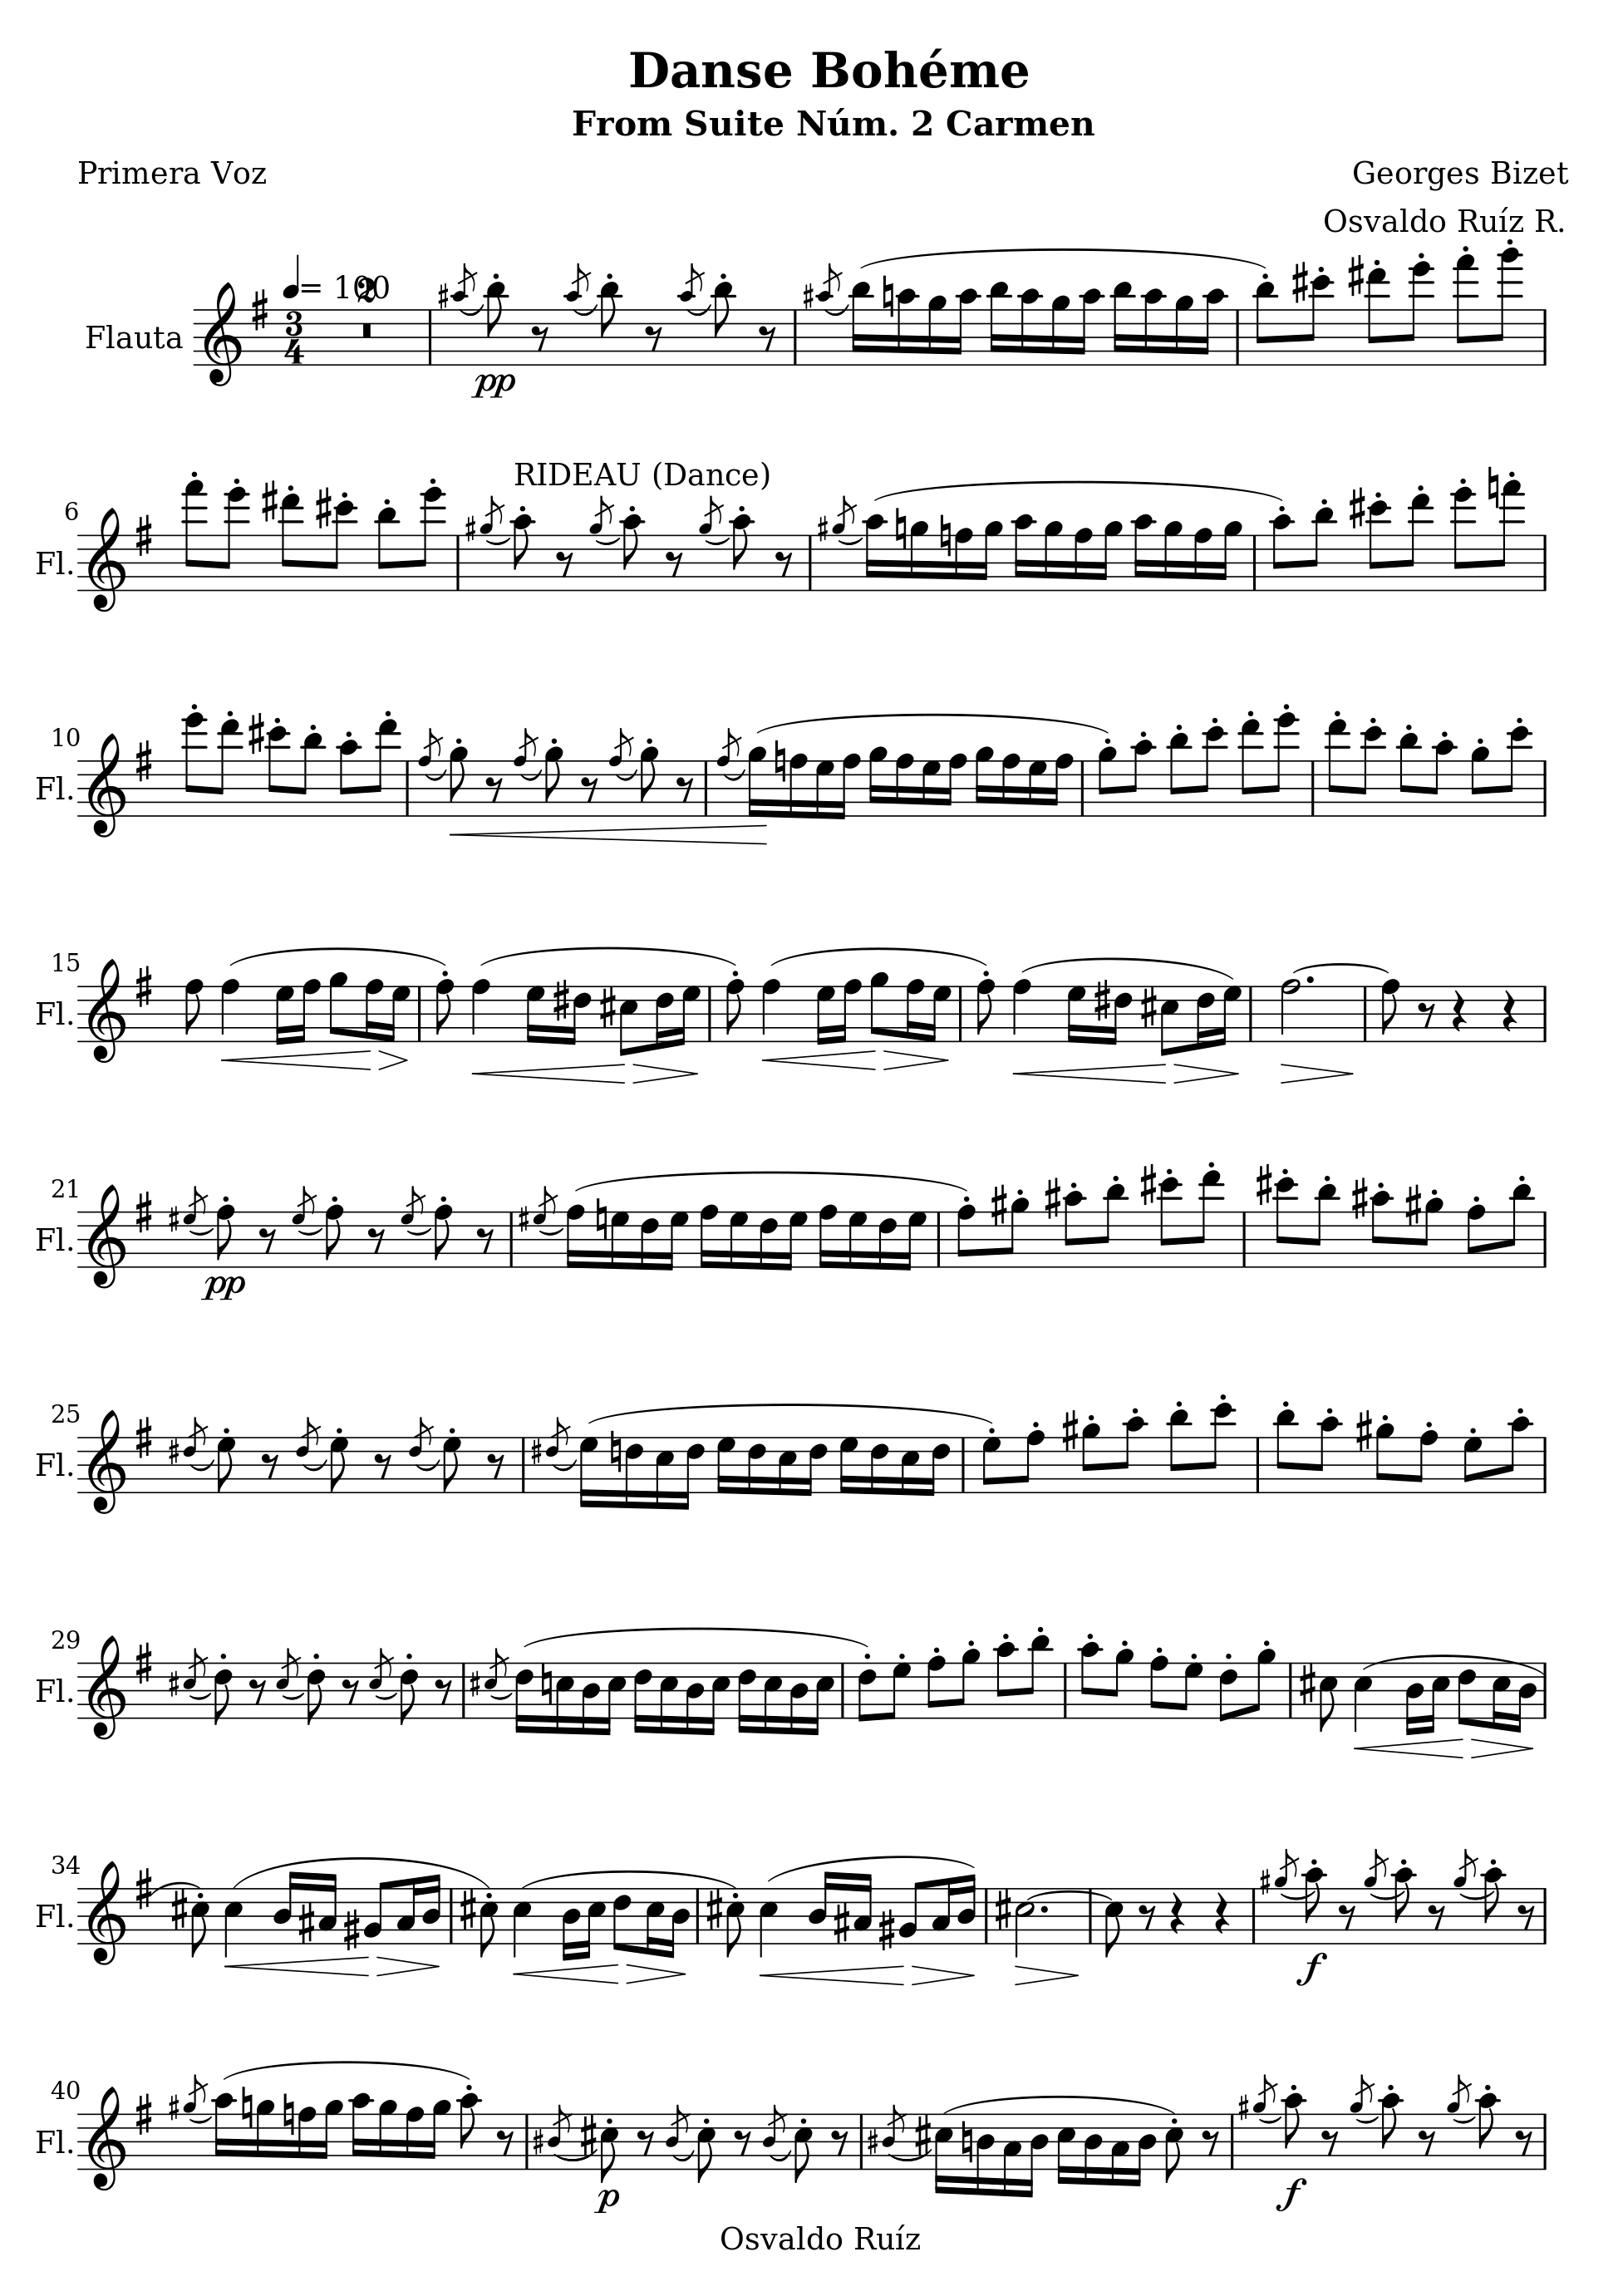 Danse Bohéme
From Suite Núm. 2 Carmen
Primera Voz
Georges Bizet
Osvaldo Ruíz R.
= 100
2
3
4
Flauta
pp
6
RIDEAU (Dance)
Fl.
10
Fl.
15
Fl.
21
Fl.
pp
25
Fl.
29
Fl.
34
Fl.
f
40
Fl.
p
f
Osvaldo Ruíz